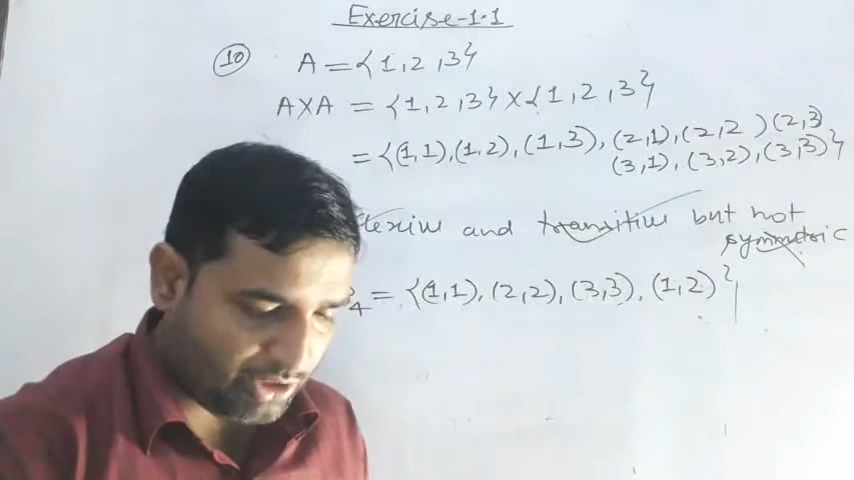 Exercise-1.1
10 A = {1, 2, 3}
A×A = {1, 2, 3} × {1, 2, 3}
= {(1,1), (1,2), (1,3), (2,1), (2,2) (2,3)
(3,1), (3,2), (3,3)}
and transitive but not
symmetric
4 = {(1,1), (2,2), (3,3), (1,2)}